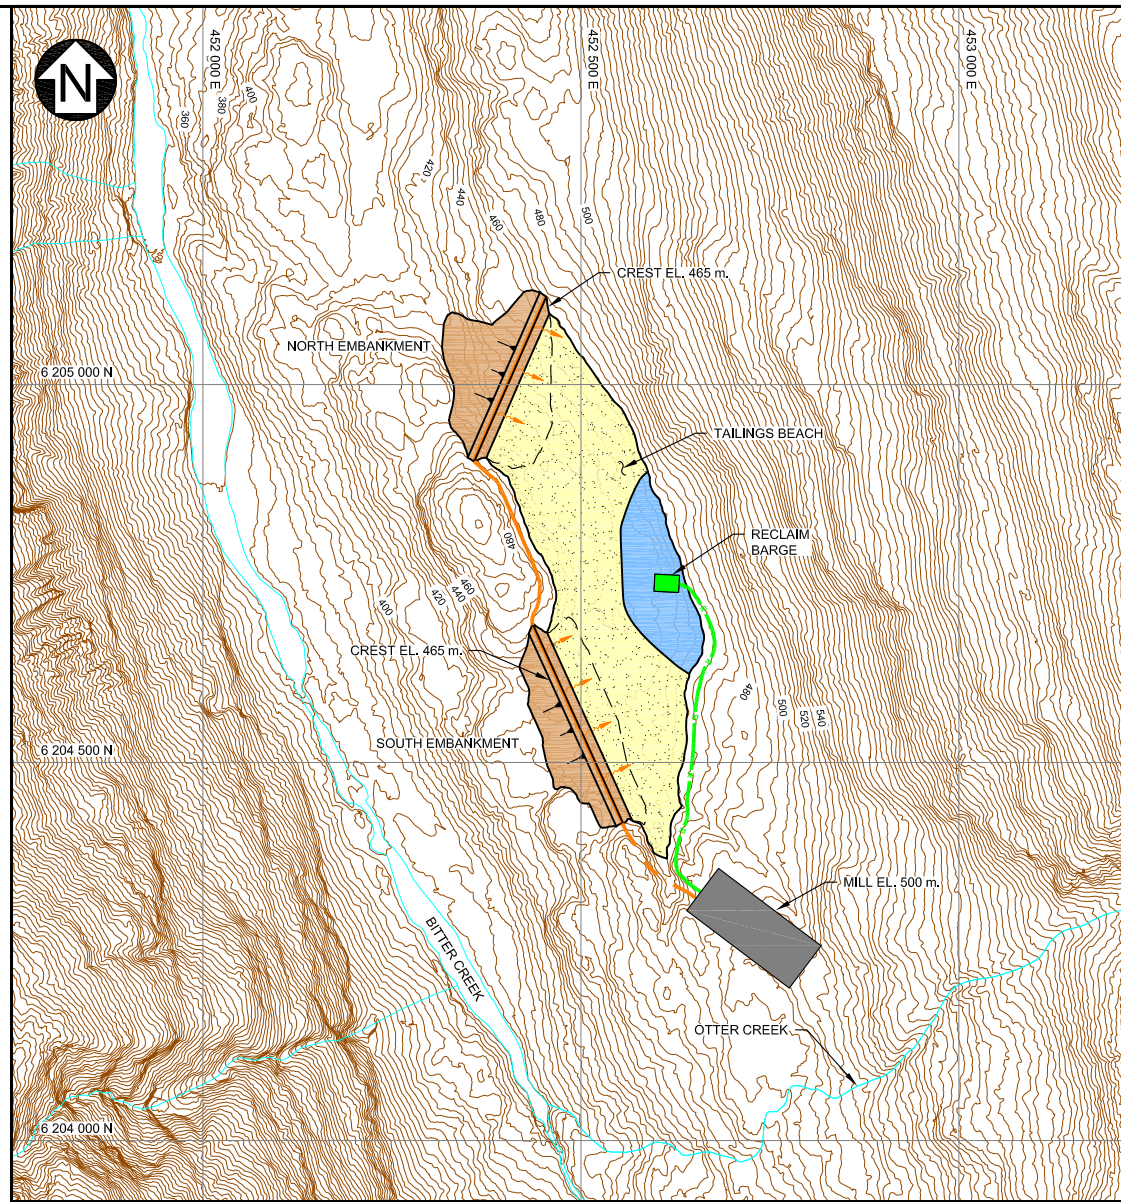 452 000 E
452 500 E
453 000 E
N
400
380
360
420
440
460
480
500
CREST EL. 465 m.
NORTH EMBANKMENT
6 205 000 N
TAILINGS BEACH
480
RECLAIM
BARGE
460
440
420
400
CREST EL. 465 m.
480
500
520
540
SOUTH EMBANKMENT
6 204 500 N
MILL EL. 500 m.
BITTER CREEK
OTTER CREEK
6 204 000 N